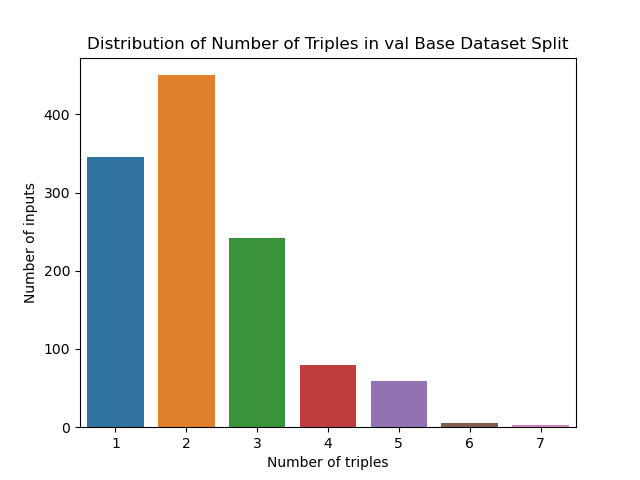 Distribution of Number of Triples in val Base Dataset Split
Number of inputs
400
300
200
100
0
1 2 3 4 5 6 7
Number of triples